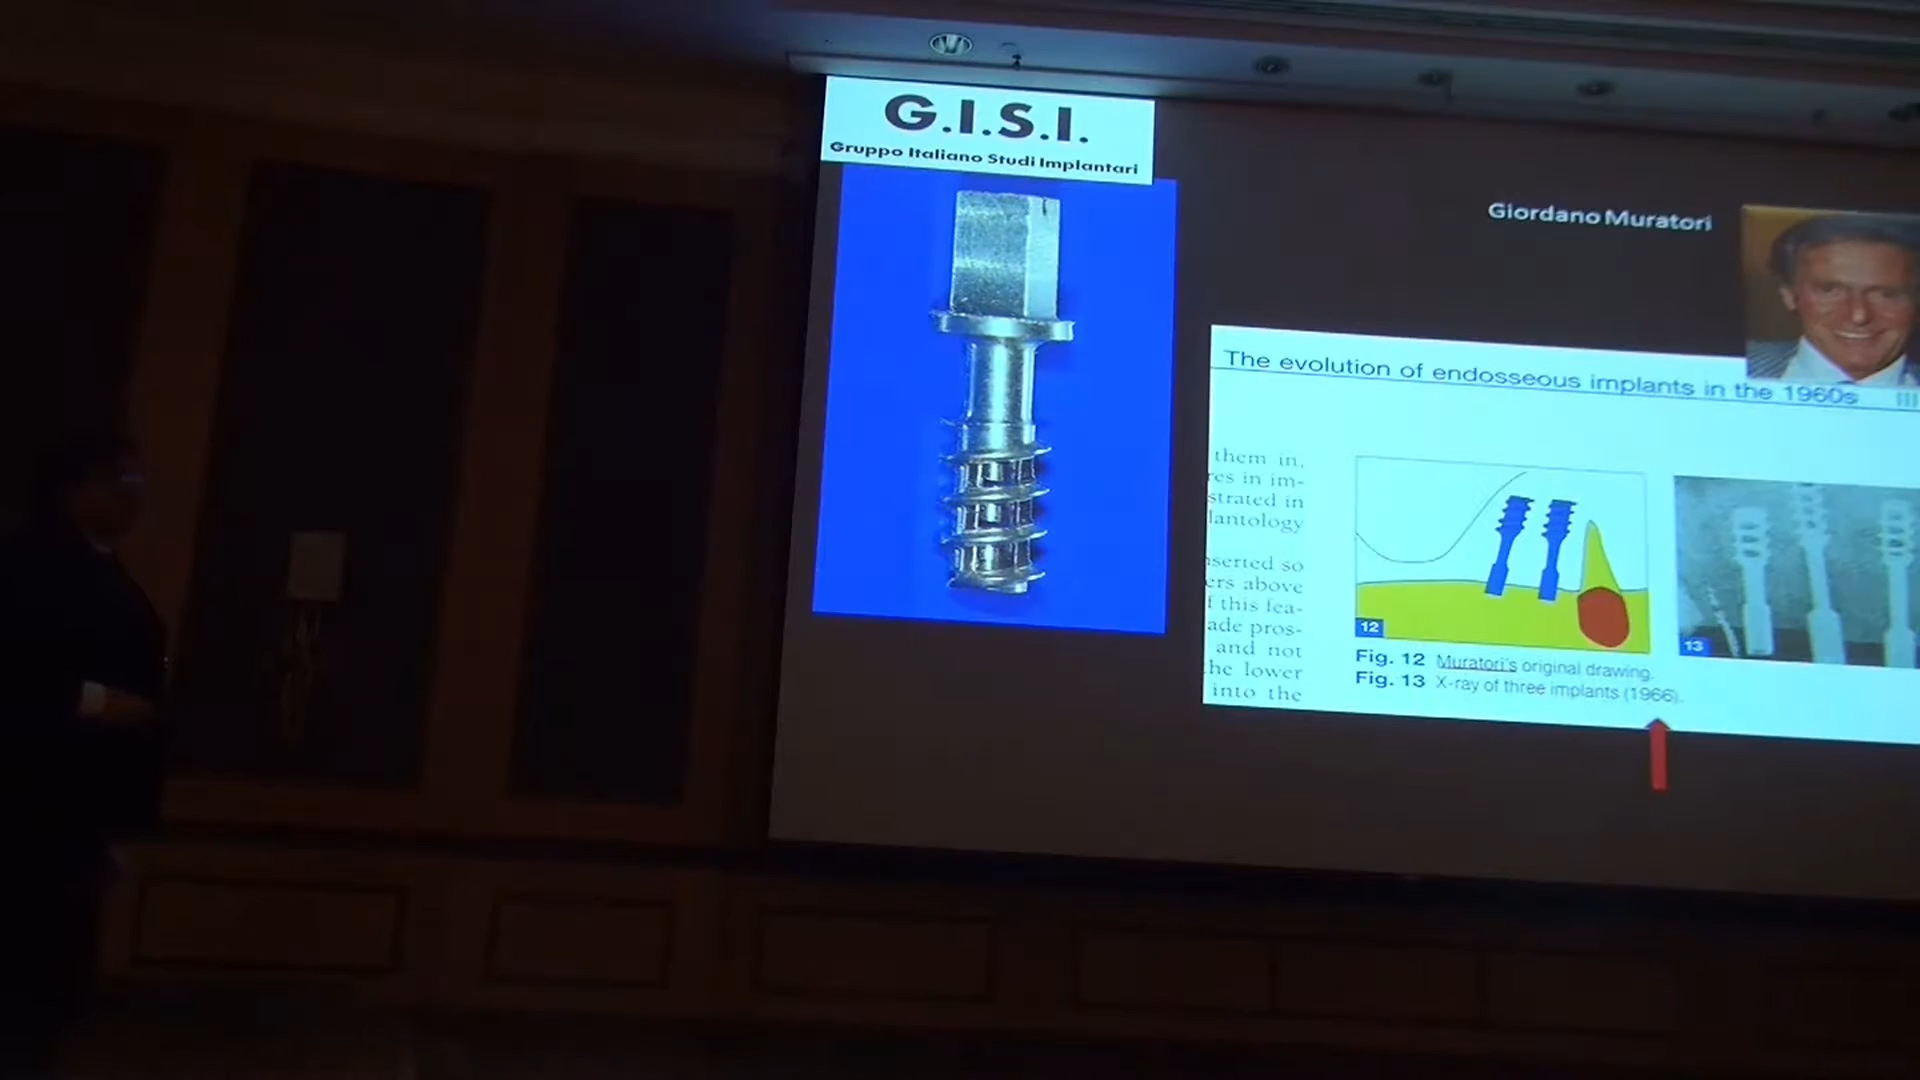 G.I.S.I.
Gruppo Italiano Studi Implantari
Giordano Muratori
The evolution of endosseous implants in the 1960s
them in,
res in im-
strated in
lantology
nserted so
ers above
f this fea-
ade pros-
and not
he lower
into the
12
13
Fig. 12 Muratori's original drawing.
Fig. 13 X-ray of three implants (1966).